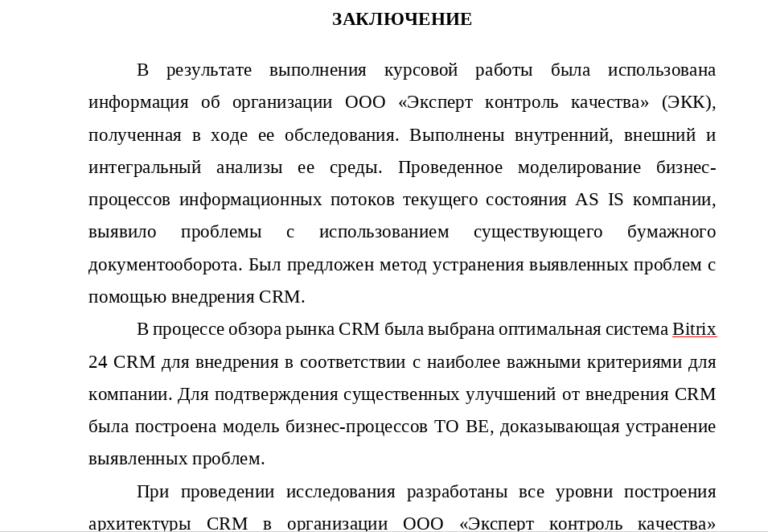 ЗАКЛЮЧЕНИЕ
В результате выполнения курсовой работы была использована
информация об организации ООО «Эксперт контроль качества» (ЭКК),
полученная в ходе ее обследования. Выполнены внутренний, внешний и
интегральный анализы ее среды. Проведенное моделирование бизнес-
процессов информационных потоков текущего состояния AS IS компании,
выявило проблемы с использованием существующего бумажного
документооборота. Был предложен метод устранения выявленных проблем с
помощью внедрения CRM.
В процессе обзора рынка CRM была выбрана оптимальная система Bitrix
24 CRM для внедрения в соответствии с наиболее важными критериями для
компании. Для подтверждения существенных улучшений от внедрения CRM
была построена модель бизнес-процессов TO BE, доказывающая устранение
выявленных проблем.
При проведении исследования разработаны все уровни построения
архитектуры CRM в организации ООО «Эксперт контроль качества»